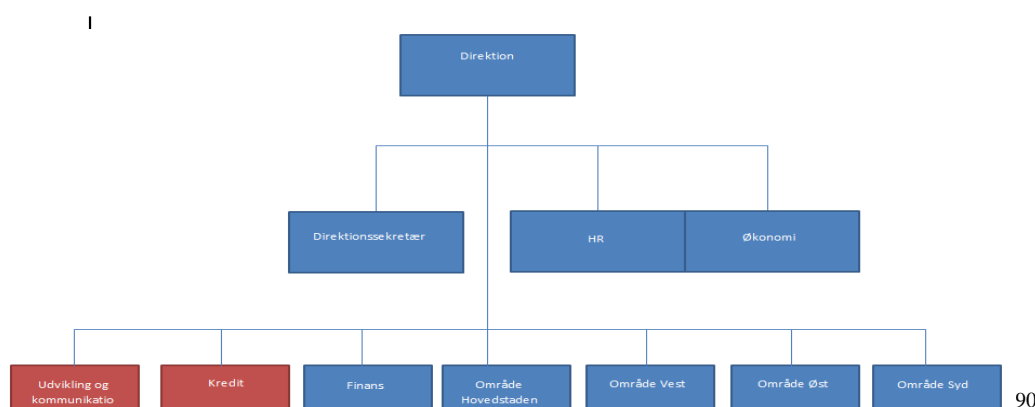 Direktion
Direktionssekretær
HR
Økonomi
Udvikling og
kommunikatio
Kredit
Finans
Område
Hovedstaden
Område Vest
Område Øst
Område Syd
90